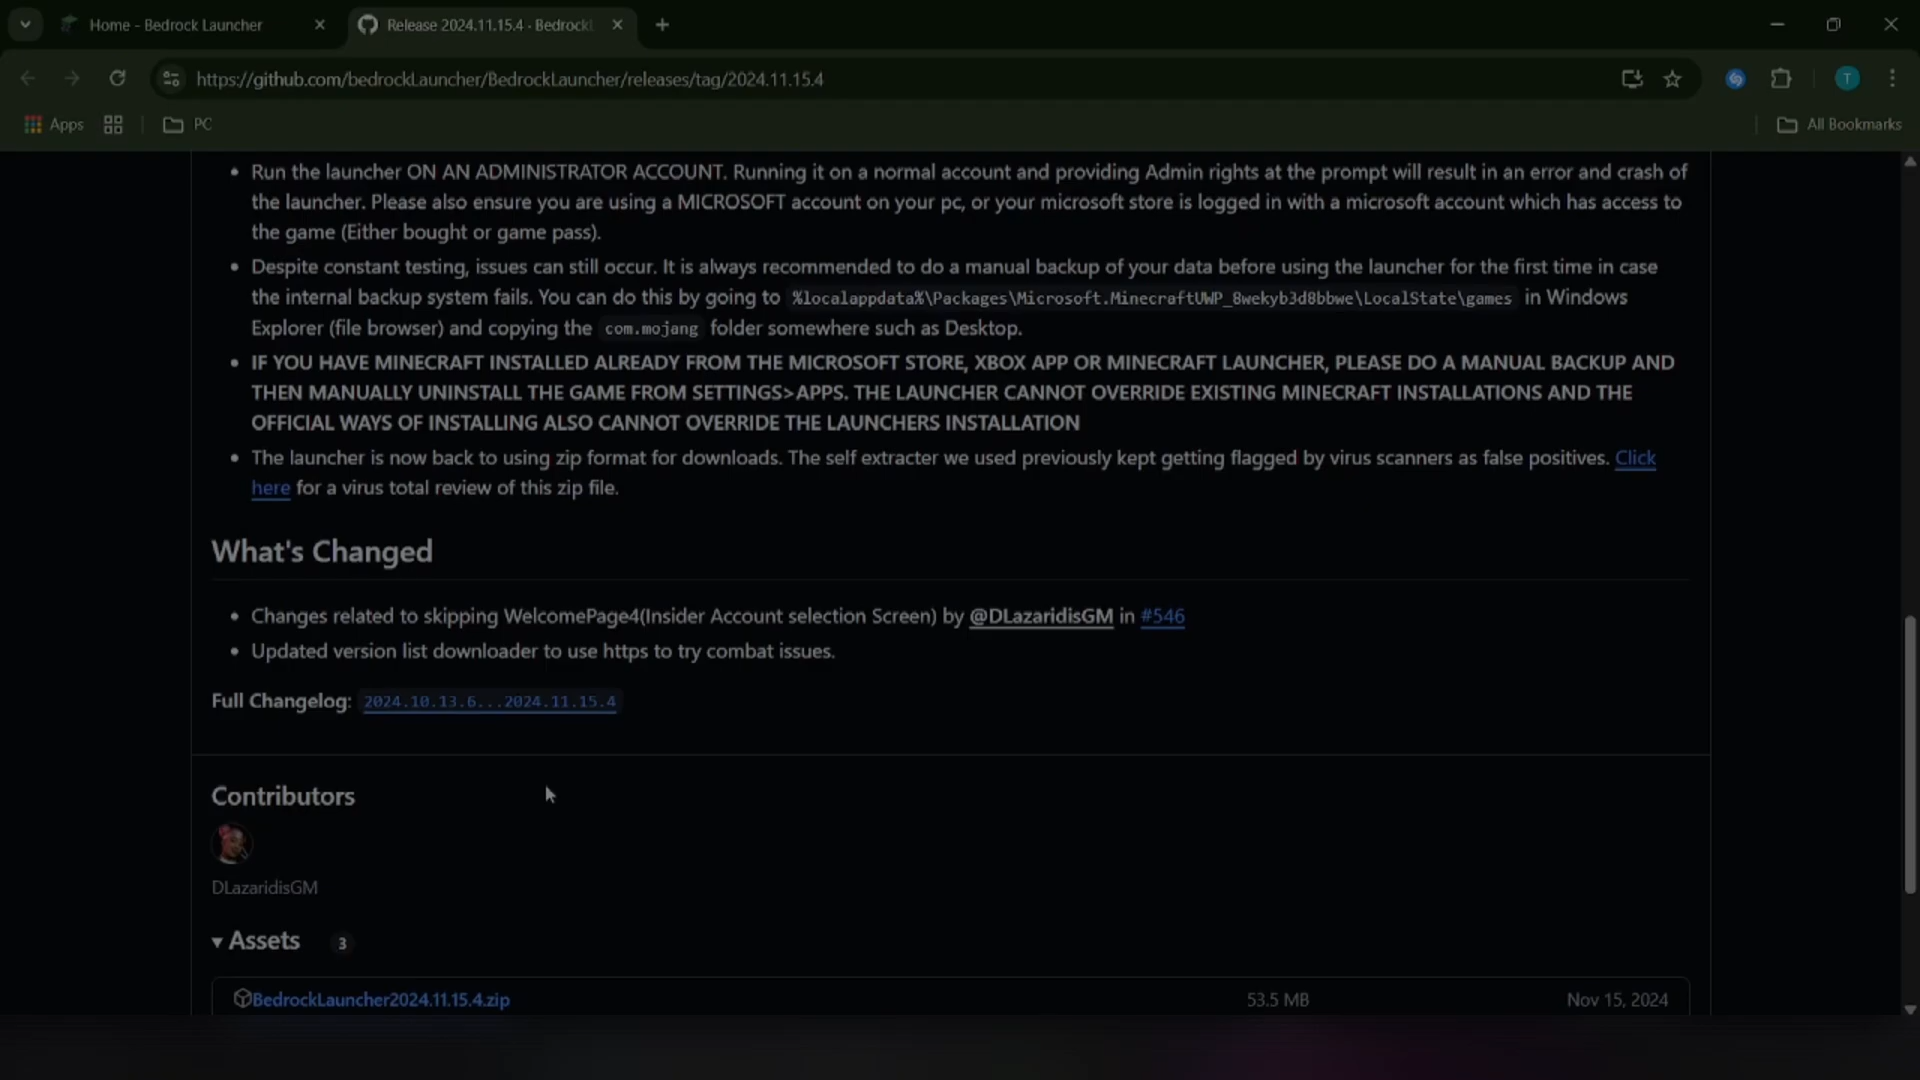 Home - Bedrock Launcher
Release 2024.11.15.4 · Bedrock
https://github.com/bedrockLauncher/BedrockLauncher/releases/tag/2024.11.15.4
T
Apps
PC
All Bookmarks
• Run the launcher ON AN ADMINISTRATOR ACCOUNT. Running it on a normal account and providing Admin rights at the prompt will result in an error and crash of
the launcher. Please also ensure you are using a MICROSOFT account on your pc, or your microsoft store is logged in with a microsoft account which has access to
the game (Either bought or game pass).
• Despite constant testing, issues can still occur. It is always recommended to do a manual backup of your data before using the launcher for the first time in case
the internal backup system fails. You can do this by going to %localappdata%\Packages\Microsoft.MinecraftUWP_8wekyb3d8bbwe\LocalState\games in Windows
Explorer (file browser) and copying the com.mojang folder somewhere such as Desktop.
• IF YOU HAVE MINECRAFT INSTALLED ALREADY FROM THE MICROSOFT STORE, XBOX APP OR MINECRAFT LAUNCHER, PLEASE DO A MANUAL BACKUP AND
THEN MANUALLY UNINSTALL THE GAME FROM SETTINGS>APPS. THE LAUNCHER CANNOT OVERRIDE EXISTING MINECRAFT INSTALLATIONS AND THE
OFFICIAL WAYS OF INSTALLING ALSO CANNOT OVERRIDE THE LAUNCHERS INSTALLATION
• The launcher is now back to using zip format for downloads. The self extracter we used previously kept getting flagged by virus scanners as false positives. Click
here for a virus total review of this zip file.
What's Changed
• Changes related to skipping WelcomePage4(Insider Account selection Screen) by @DLazaridisGM in #546
• Updated version list downloader to use https to try combat issues.
Full Changelog: 2024.10.13.6...2024.11.15.4
Contributors
DLazaridisGM
Assets 3
BedrockLauncher2024.11.15.4.zip 53.5 MB Nov 15, 2024